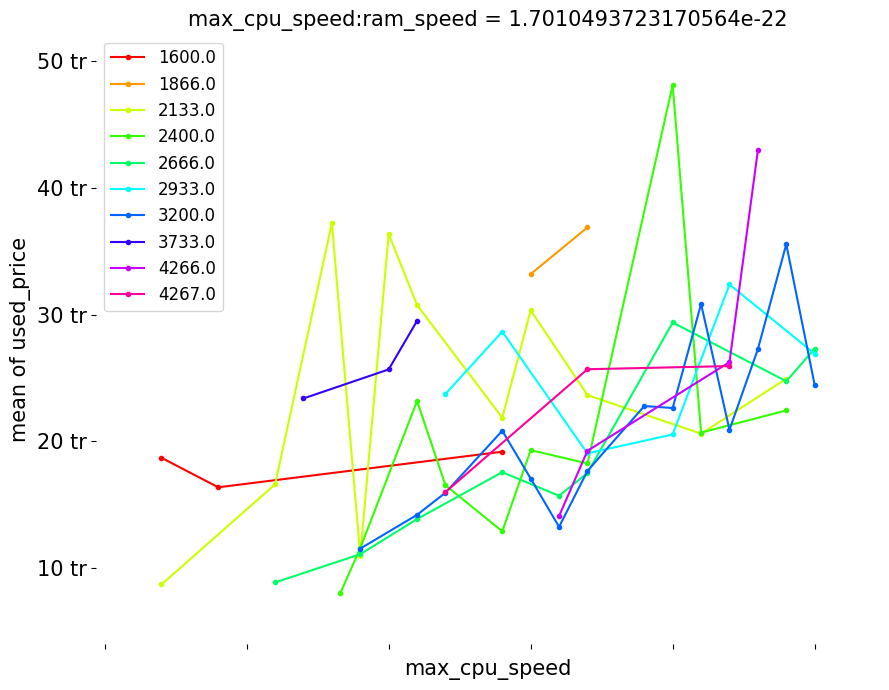 max_cpu_speed:ram_speed = 1.7010493723170564e-22
50 tr
40 tr
30 tr
20 tr
10 tr
mean of used_price
1600.0
1866.0
2133.0
2400.0
2666.0
2933.0
3200.0
3733.0
4266.0
4267.0
max_cpu_speed